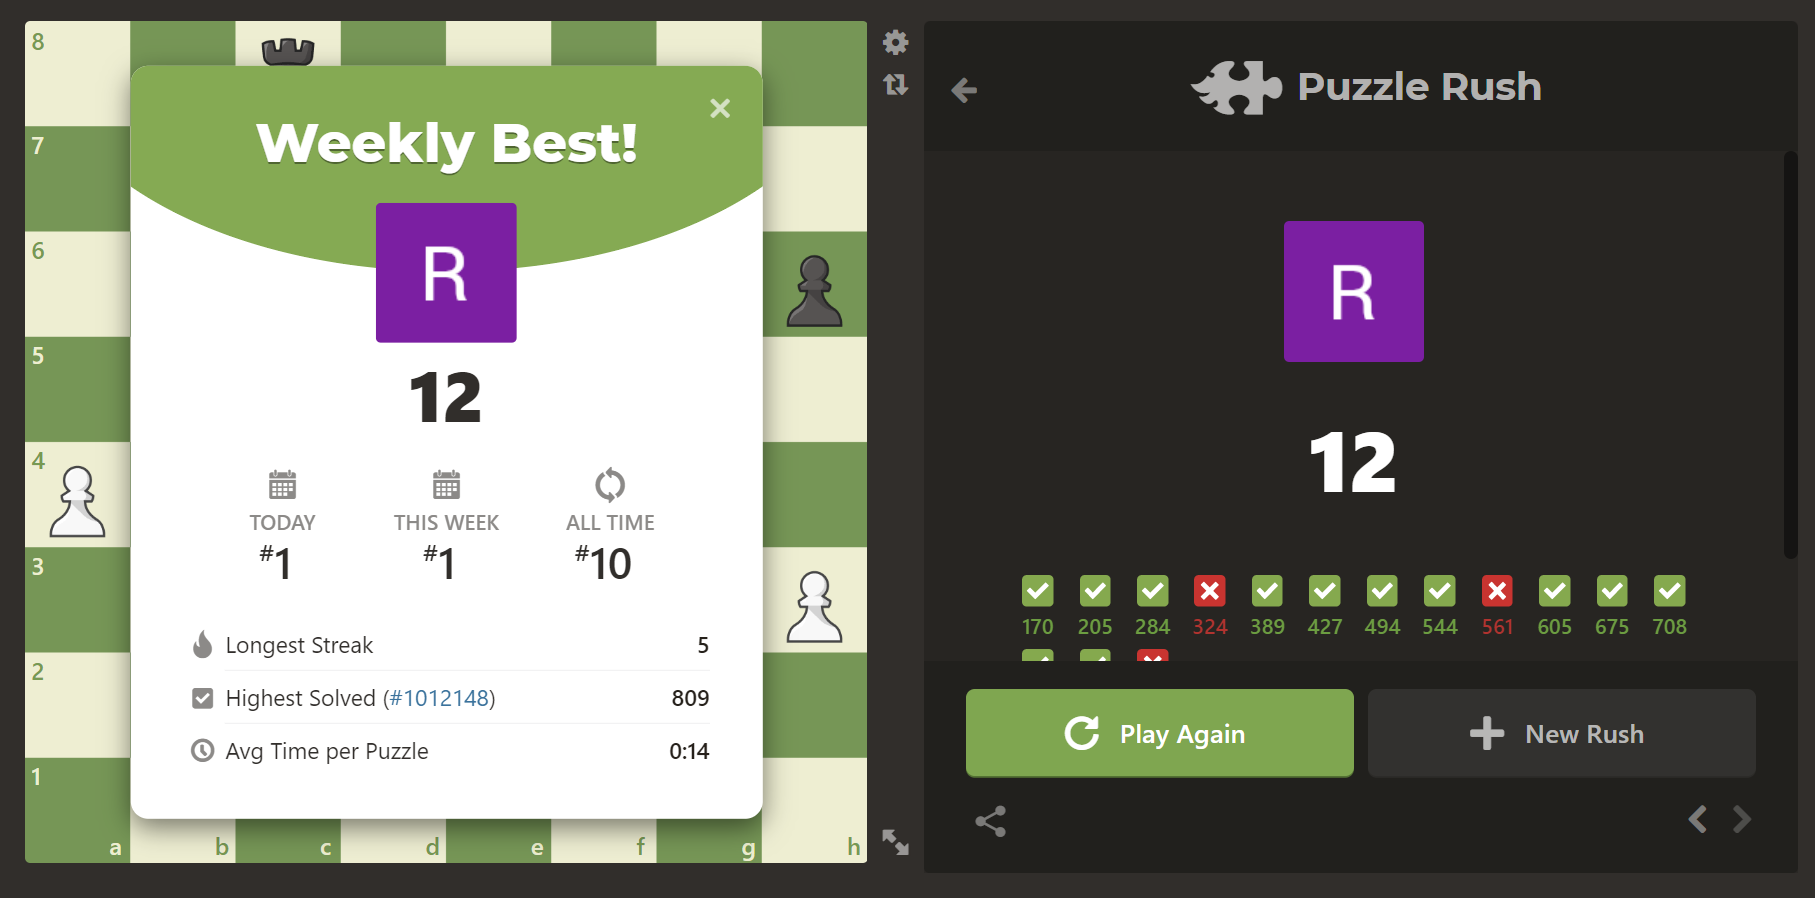 8
7
6
5
4
3
2
1
a b c d e f g h
Weekly Best!
R
12
TODAY THIS WEEK ALL TIME
#1 #1 #10
Longest Streak 5
Highest Solved (#1012148) 809
Avg Time per Puzzle 0:14
Puzzle Rush
R
12
170 205 284 324 389 427 494 544 561 605 675 708
Play Again
New Rush